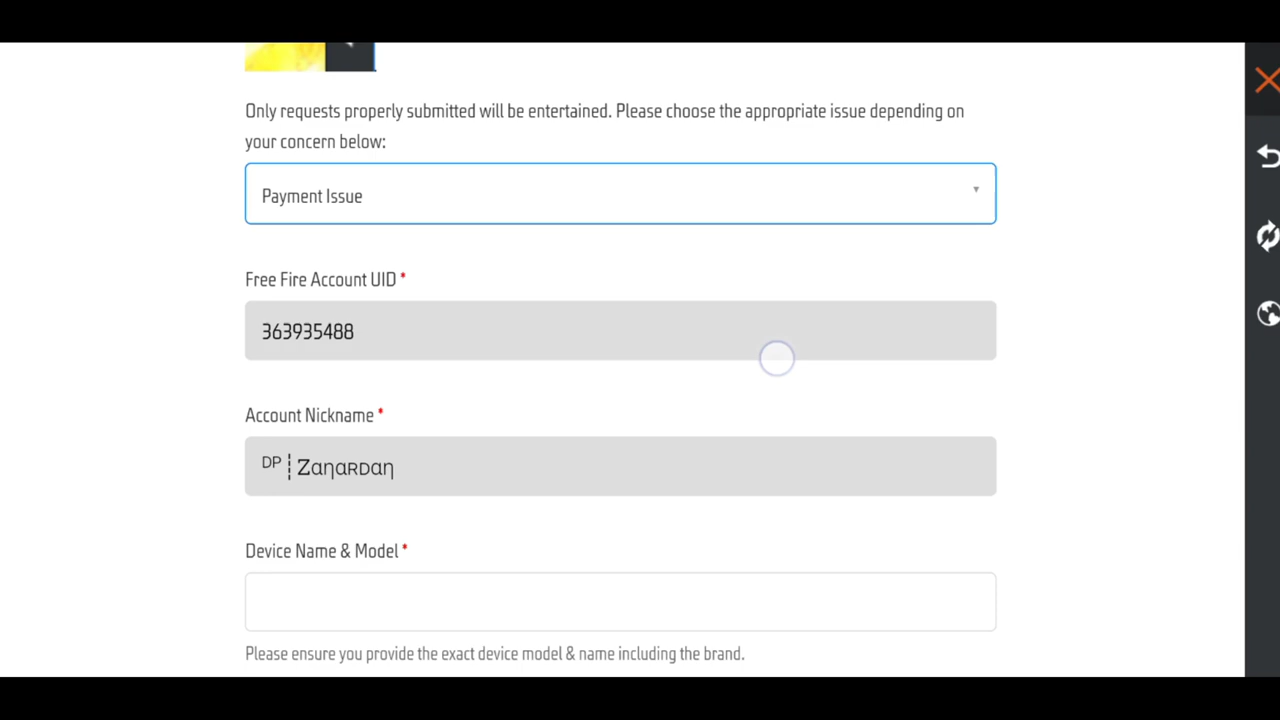 Only requests properly submitted will be entertained. Please choose the appropriate issue depending on
your concern below:
Payment Issue
Free Fire Account UID *
363935488
Account Nickname *
ᴰᴾ┆Zαηαʀᴅαη
Device Name & Model *
Please ensure you provide the exact device model & name including the brand.